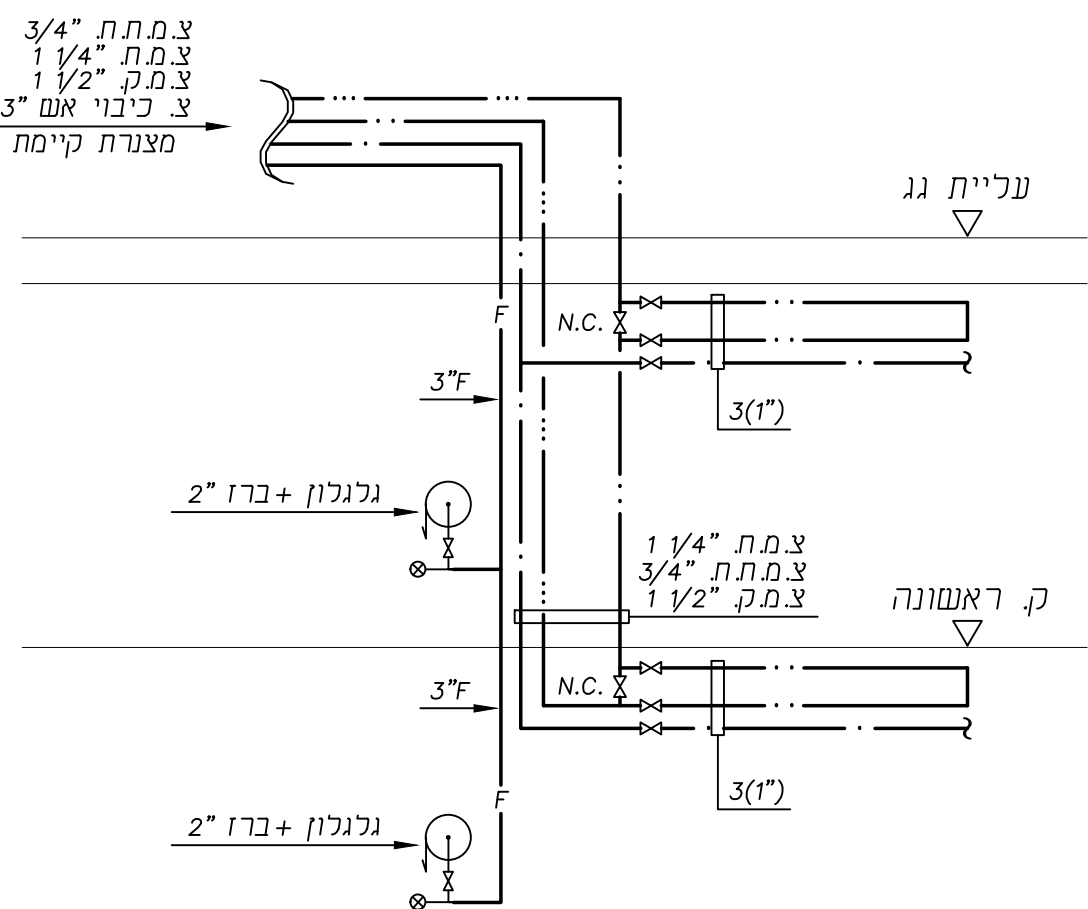 צ.מ.ח.ח. 3/4”
צ.מ.ח. 1 1/4”
צ.מ.ק. 1 1/2”
צ. כיבוי אש 3”
מצנרת קיימת
עליית גג
F
N.C.
3”F
3(1”)
גלגלון + ברז 2”
צ.מ.ח. 1 1/4”
צ.מ.ח.ח. 3/4”
צ.מ.ק. 1 1/2”
ק. ראשונה
3”F
N.C.
3(1”)
F
גלגלון + ברז 2”